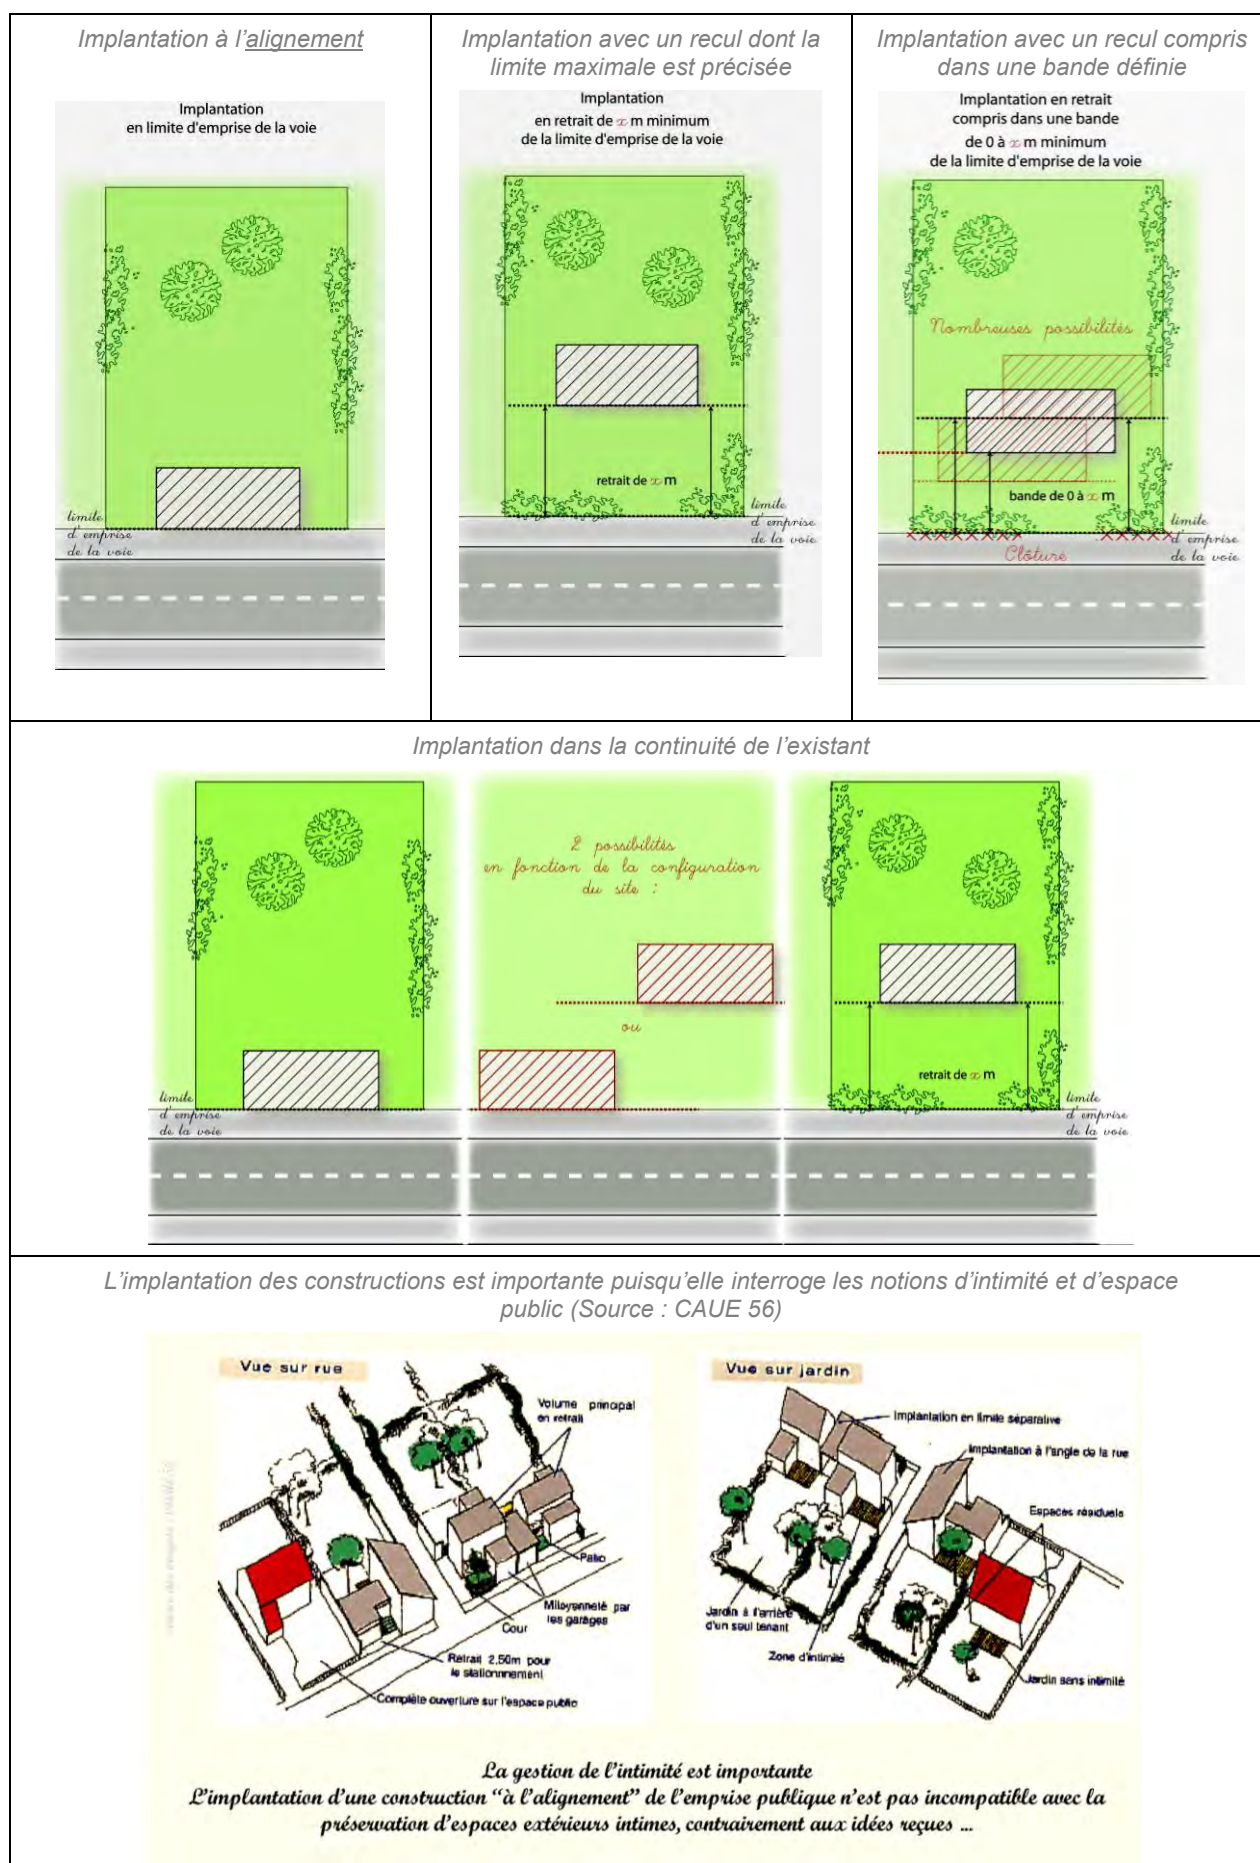 Implantation à l'alignement
Implantation
en limite d'emprise de la voie
limite
d'emprise
de la voie
Implantation avec un recul dont la
limite maximale est précisée
Implantation
en retrait de x m minimum
de la limite d'emprise de la voie
retrait de x m
limite
d'emprise
de la voie
Implantation avec un recul compris
dans une bande définie
Implantation en retrait
compris dans une bande
de 0 à x m minimum
de la limite d'emprise de la voie
Nombreuses possibilités
bande de 0 à x m
limite
d'emprise
de la voie
Clôture
Implantation dans la continuité de l'existant
limite
d'emprise
de la voie
2 possibilités
en fonction de la configuration
du site :
ou
retrait de x m
limite
d'emprise
de la voie
L'implantation des constructions est importante puisqu'elle interroge les notions d'intimité et d'espace
public (Source : CAUE 56)
Vue sur rue
Volume principal
en retrait
Patio
Mitoyenneté par
les garages
Cour
Retrait 2,50m pour
le stationnnement
Complète ouverture sur l'espace public
Vue sur jardin
Implantation en limite séparative
Implantation à l'angle de la rue
Espaces résiduels
Jardin à l'arrière
d'un seul tenant
Zone d'intimité
Jardin sans intimité
La gestion de l'intimité est importante
L'implantation d'une construction "à l'alignement" de l'emprise publique n'est pas incompatible avec la
préservation d'espaces extérieurs intimes, contrairement aux idées reçues ...